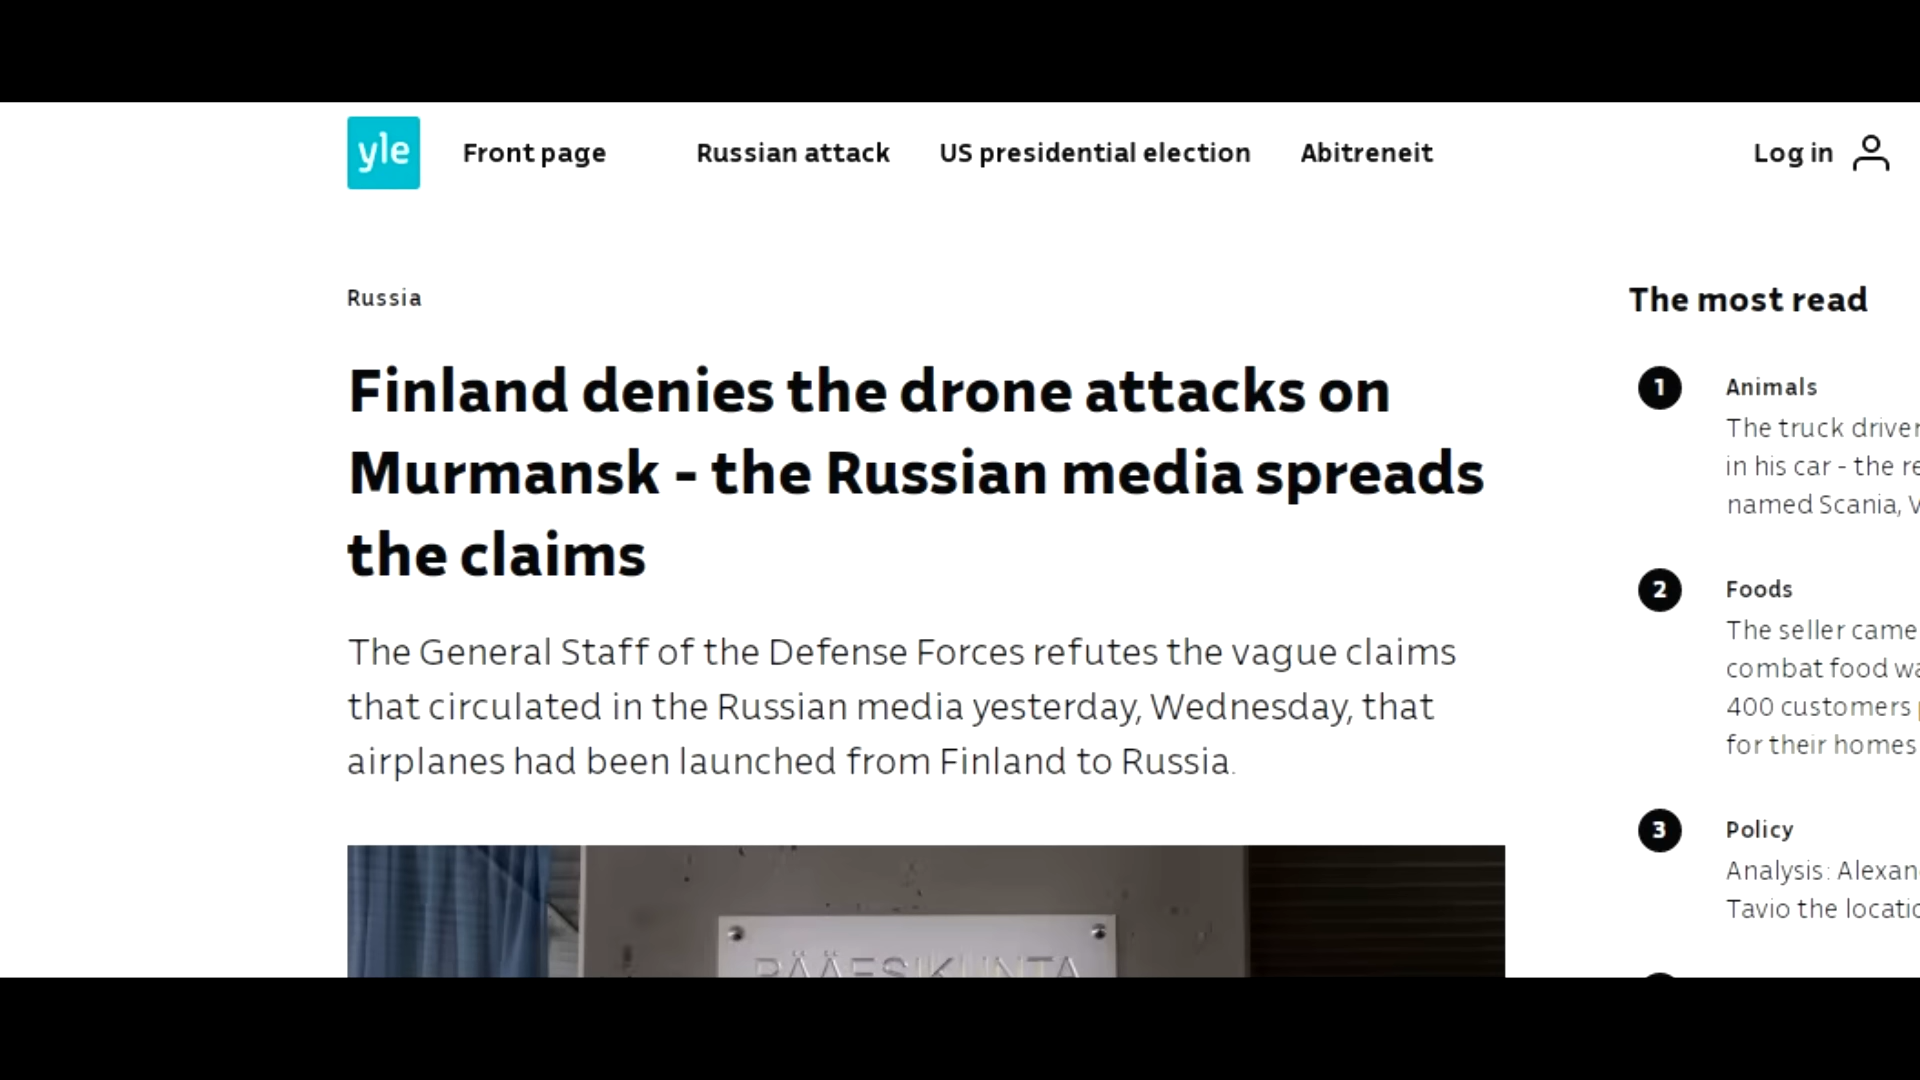 yle
Front page
Russian attack
US presidential election
Abitreneit
Log in
Russia
Finland denies the drone attacks on
Murmansk - the Russian media spreads
the claims
The General Staff of the Defense Forces refutes the vague claims
that circulated in the Russian media yesterday, Wednesday, that
airplanes had been launched from Finland to Russia.
PÄÄESIKUNTA
The most read
1
Animals
The truck driver
in his car - the
named Scania,
2
Foods
The seller came
combat food
400 customers
for their homes
3
Policy
Analysis:
Tavio the